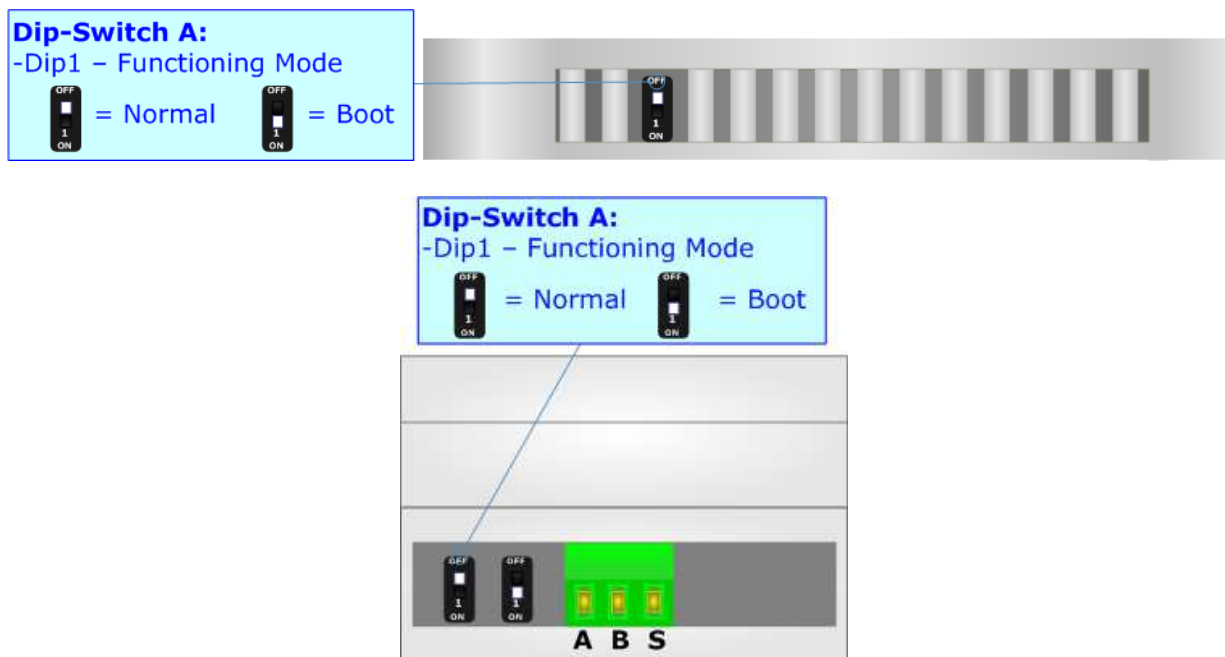 Dip-Switch A:
-Dip1 – Functioning Mode
OFF
OFF
= Normal
= Boot
1
1
ON
ON
OFF
1
ON
Dip-Switch A:
-Dip1 – Functioning Mode
OFF
OFF
= Normal
= Boot
1
1
ON
ON
OFF
OFF
1
1
ON
ON
A B S